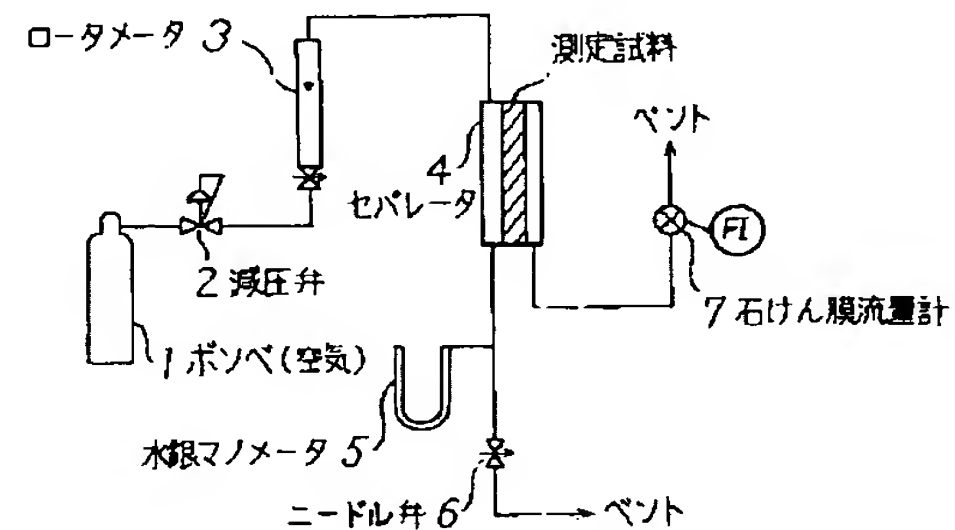 ロータメータ 3
測定試料
ベント
4
セパレータ
FI
2 減圧弁
7 石けん膜流量計
1 ボンベ(空気)
水銀マノメータ 5
ニードル弁 6
ベント